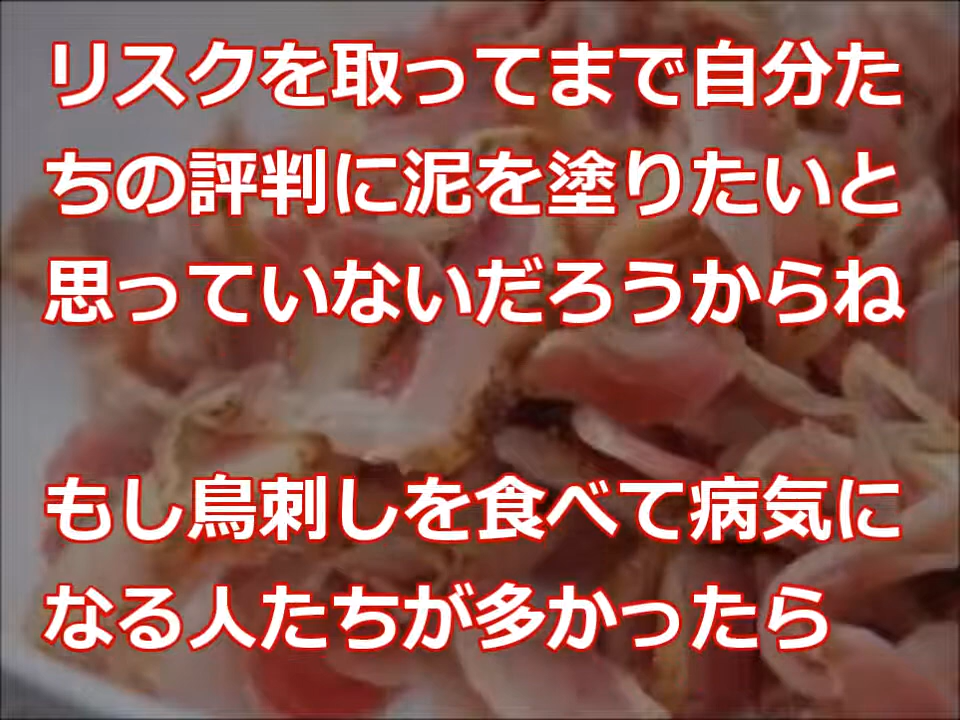 リスクを取ってまで自分た
ちの評判に泥を塗りたいと
思っていないだろうからね
もし鳥刺しを食べて病気に
なる人たちが多かったら